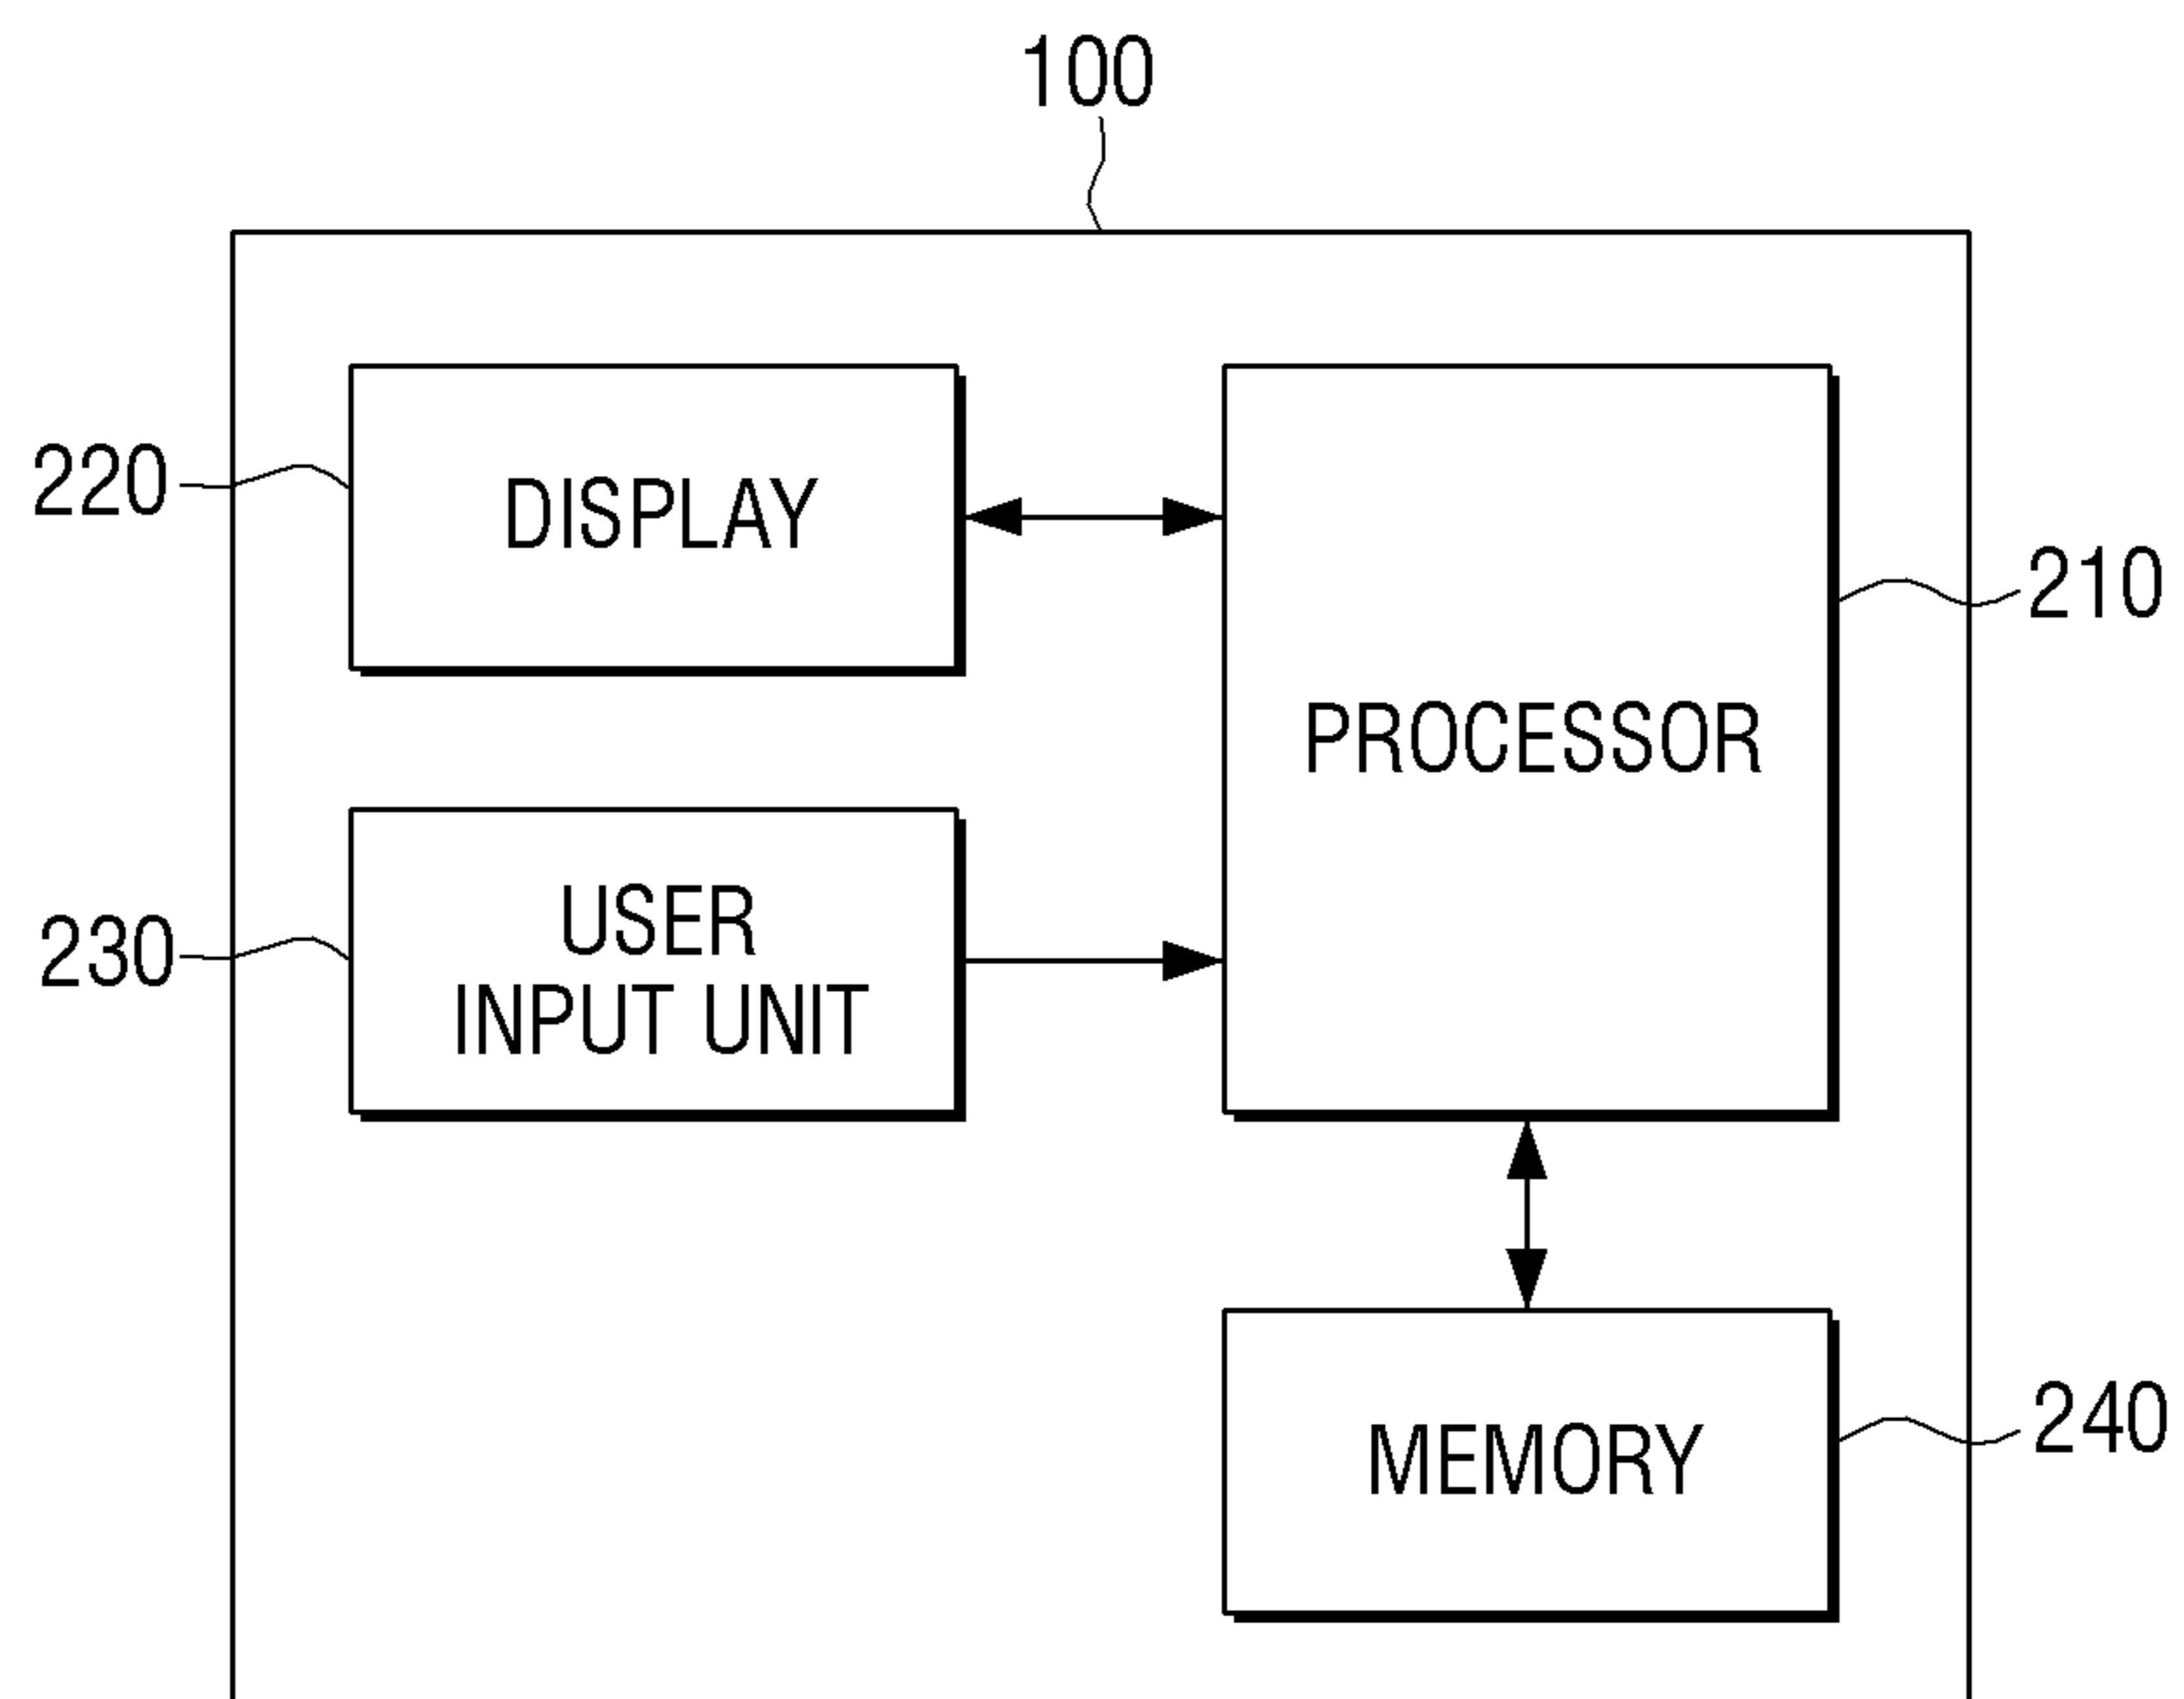 100
220
DISPLAY
210
PROCESSOR
230
USER
INPUT UNIT
240
MEMORY